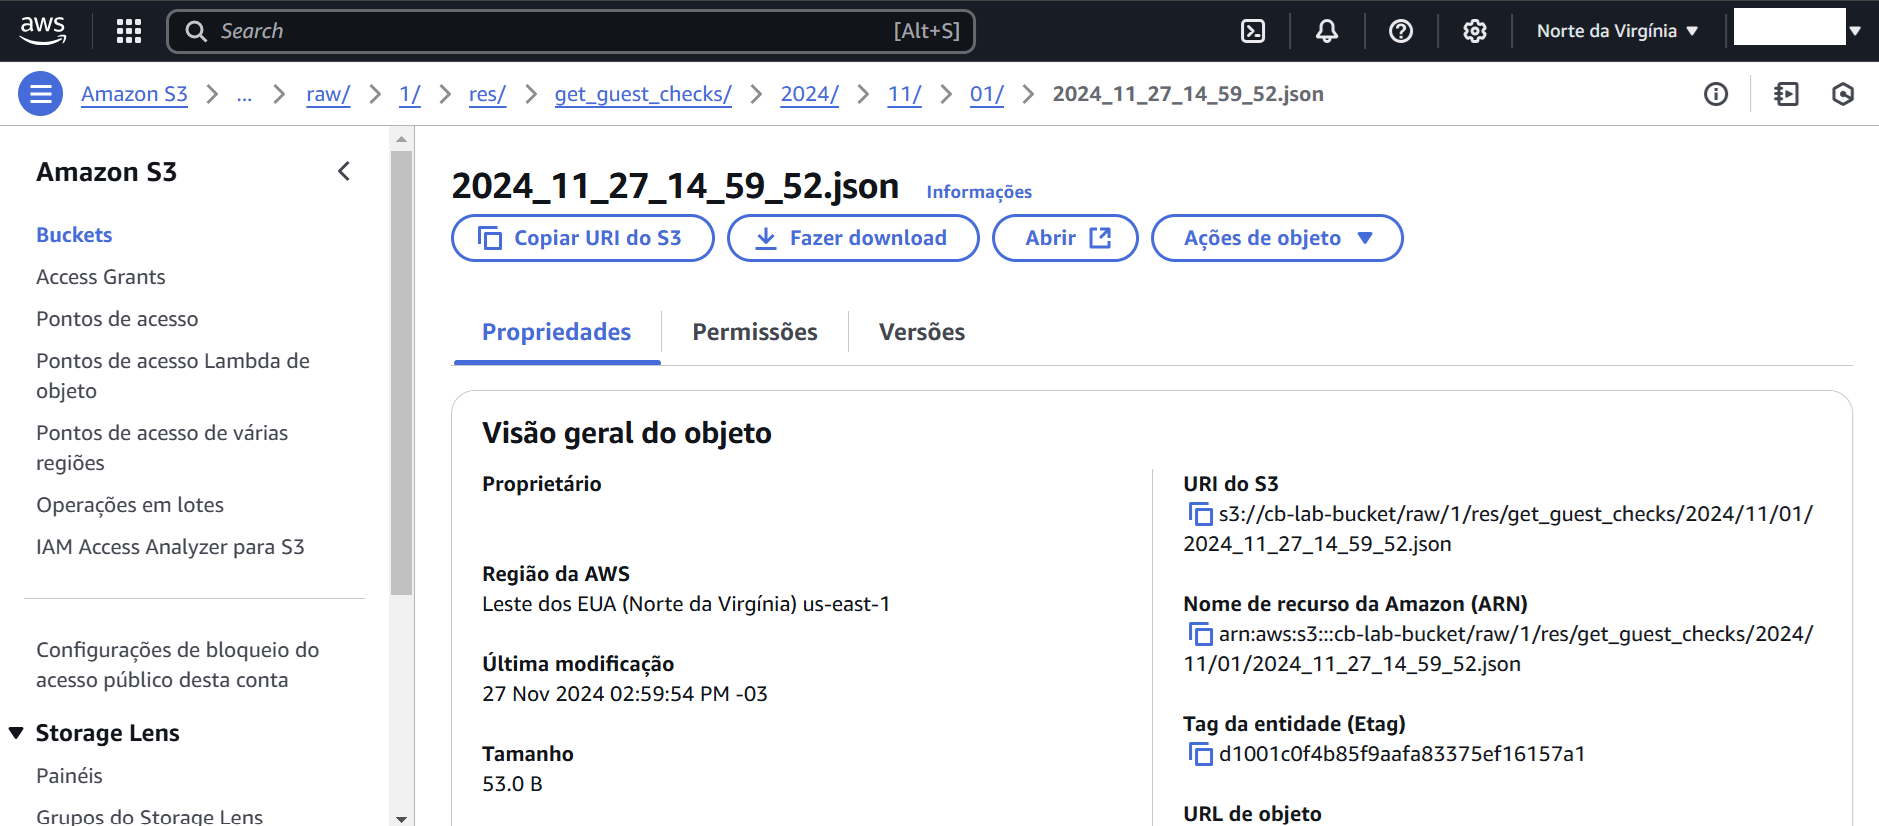 aws
Search
[Alt+S]
Norte da Virgínia
Amazon S3
...
raw/
1/
res/
get_guest_checks/
2024/
11/
01/
2024_11_27_14_59_52.json
Amazon S3
Buckets
Access Grants
Pontos de acesso
Pontos de acesso Lambda de
objeto
Pontos de acesso de várias
regiões
Operações em lotes
IAM Access Analyzer para S3
Configurações de bloqueio do
acesso público desta conta
Storage Lens
Painéis
Grupos do Storage Lens
2024_11_27_14_59_52.json
Informações
Copiar URI do S3
Fazer download
Abrir
Ações de objeto
Propriedades
Permissões
Versões
Visão geral do objeto
Proprietário
Região da AWS
Leste dos EUA (Norte da Virgínia) us-east-1
Última modificação
27 Nov 2024 02:59:54 PM -03
Tamanho
53.0 B
URI do S3
s3://cb-lab-bucket/raw/1/res/get_guest_checks/2024/11/01/
2024_11_27_14_59_52.json
Nome de recurso da Amazon (ARN)
arn:aws:s3:::cb-lab-bucket/raw/1/res/get_guest_checks/2024/
11/01/2024_11_27_14_59_52.json
Tag da entidade (Etag)
d1001c0f4b85f9aafa83375ef16157a1
URL de objeto